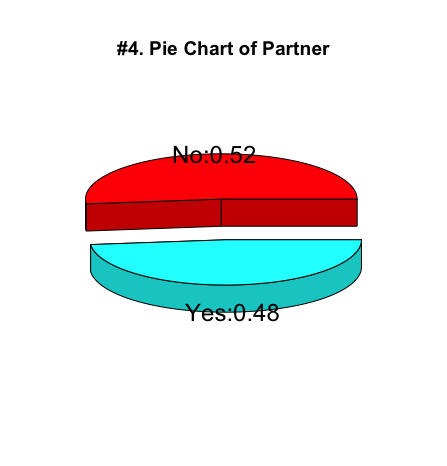 #4. Pie Chart of Partner
No:0.52
Yes:0.48